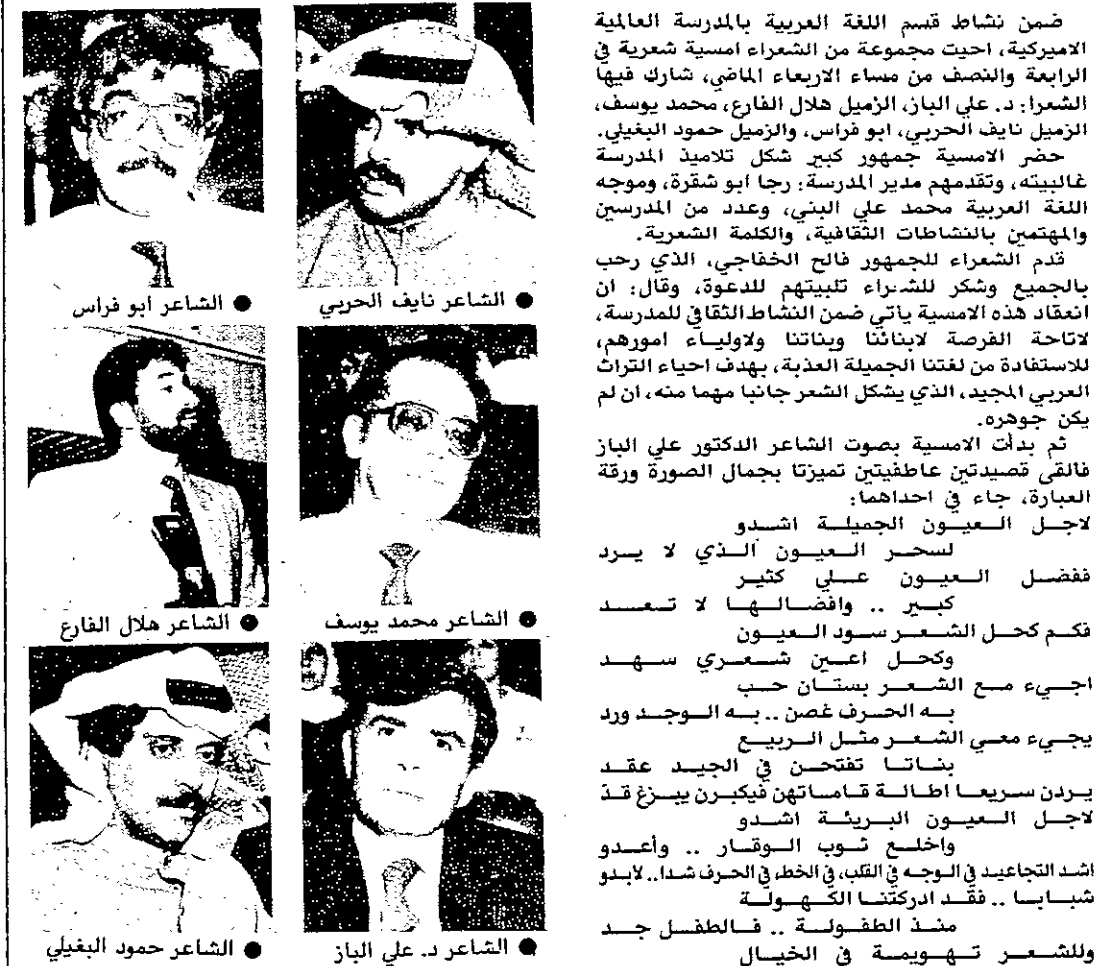 ضمن نشاط قسم اللغة العربية بالمدرسة العالمية
الاميركية، احيت مجموعة من الشعراء امسية شعرية في
الرابعة والنصف من مساء الاربعاء الماضي، شارك فيها
الشعرا: د. علي الباز، الزميل هلال الفارع، محمد يوسف،
الزميل نايف الحربي، ابو فراس، والزميل حمود البغيلي.
حضر الامسية جمهور كبير شكل تلاميذ المدرسة
غالبيته، وتقدمهم مدير المدرسة: رجا ابو شقرة، وموجه
اللغة العربية محمد علي البني، وعدد من المدرسين
والمهتمين بالنشاطات الثقافية، والكلمة الشعرية.
قدم الشعراء للجمهور فالح الخفاجي، الذي رحب
بالجميع وشكر للشعراء تلبيتهم للدعوة، وقال: ان
انعقاد هذه الامسية يأتي ضمن النشاط الثقافي للمدرسة،
لاتاحة الفرصة لابنائنا وبناتنا ولاولياء امورهم،
للاستفادة من لغتنا الجميلة العذبة، بهدف احياء التراث
العربي المجيد، الذي يشكل الشعر جانبا مهما منه، ان لم
يكن جوهره.
ثم بدأت الامسية بصوت الشاعر الدكتور علي الباز
فالقى قصيدتين عاطفيتين تميزتا بجمال الصورة ورقة
العبارة، جاء في احداهما:
لاجل العيون الجميلة اشدو
لسحر العيون الذي لا يرد
ففضل العيون علي كثير
كبير .. وافضالها لا تعد
فكم كحل الشعر سود العيون
وكحل اعين شعري سهد
اجيء مع الشعر بستان حب
به الحرف غصن .. به الوجد ورد
يجيء معي الشعر مثل الربيع
بناتا تفتحن في الجيد عقد
يردن سريعا اطالة قاماتهن فيكبرن يبزغ قد
لاجل العيون البريئة اشدو
واخلع ثوب الوقار .. وأعدو
اشد التجاعيد في الوجه في القلب، في الخط، في الحرف شدا.. لابدو
شبابا .. فقد ادركتنا الكهولة
منذ الطفولة .. فالطفل جد
وللشعر تهويمة في الخيال
● الشاعر نايف الحربي
● الشاعر ابو فراس
● الشاعر محمد يوسف
● الشاعر هلال الفارع
● الشاعر د. علي الباز
● الشاعر حمود البغيلي